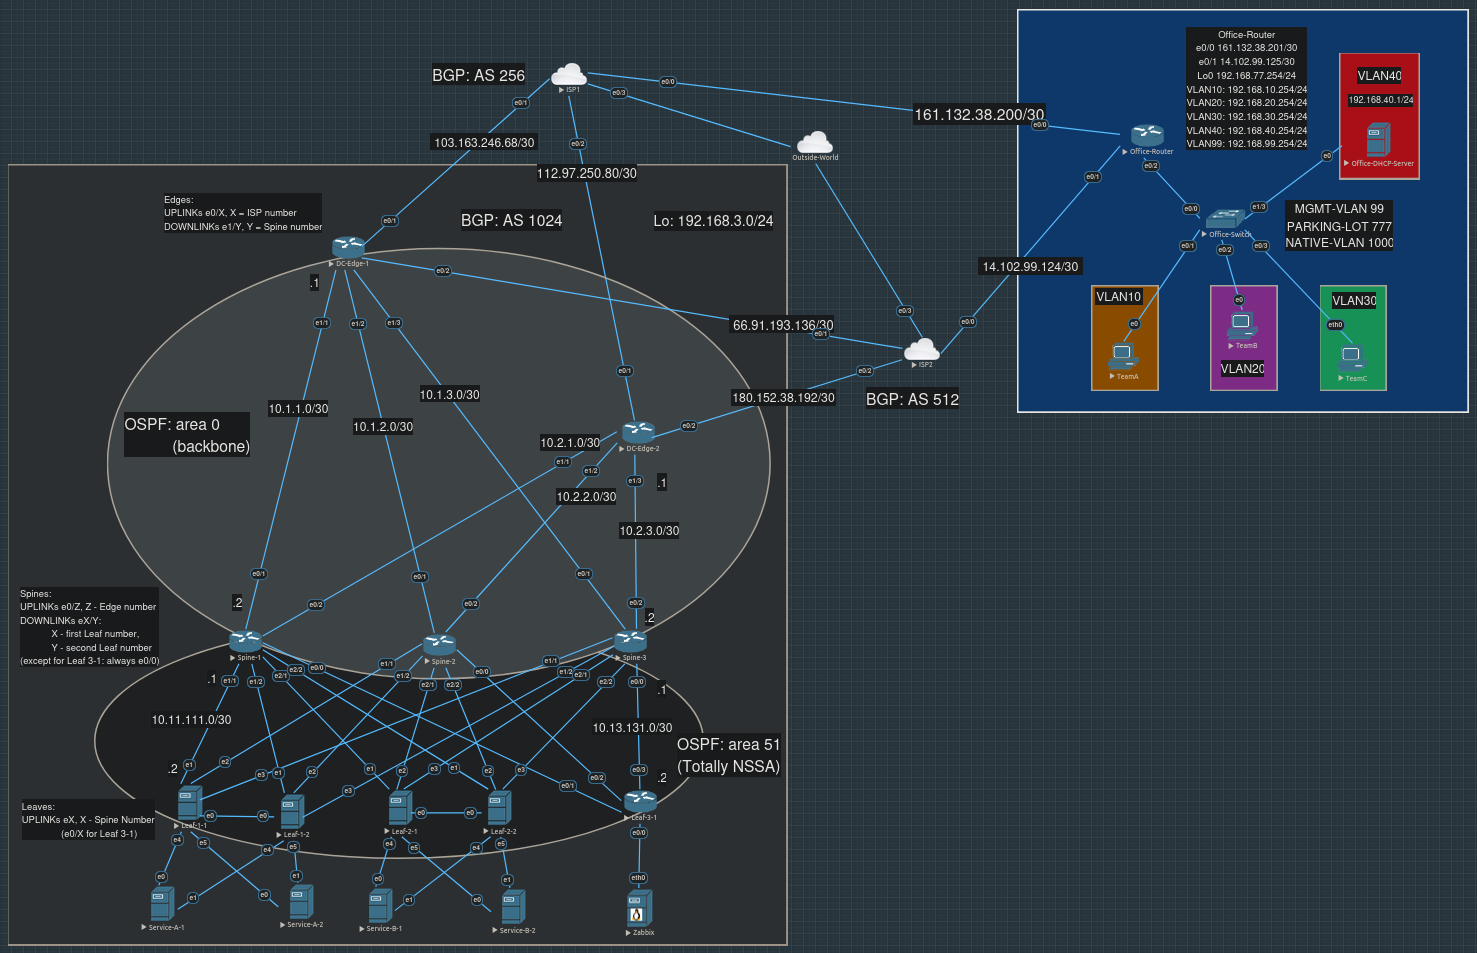 BGP: AS 256
ISP1
e0/0
e0/3
e0/1
e0/2
103.163.246.68/30
112.97.250.80/30
161.132.38.200/30
e0/0
Outside-World
Office-Router
e0/0 161.132.38.201/30
e0/1 14.102.99.125/30
Lo0 192.168.77.254/24
VLAN10: 192.168.10.254/24
VLAN20: 192.168.20.254/24
VLAN30: 192.168.30.254/24
VLAN40: 192.168.40.254/24
VLAN99: 192.168.99.254/24
VLAN40
192.168.40.1/24
Office-DHCP-Server
e0
Office-Router
e0/1
e0/2
e0/0
e1/3
Office-Switch
MGMT-VLAN 99
PARKING-LOT 777
NATIVE-VLAN 1000
e0/1
e0/2
e0/3
VLAN10
e0
TeamA
e0
TeamB
VLAN20
VLAN30
eth0
TeamC
14.102.99.124/30
e0/3
e0/0
e0/1
e0/2
ISP2
BGP: AS 512
66.91.193.136/30
180.152.38.192/30
Edges:
UPLINKS e0/X, X = ISP number
DOWNLINKS e1/Y, Y = Spine number
BGP: AS 1024
Lo: 192.168.3.0/24
e0/1
DC-Edge-1
e0/2
.1
e1/1
e1/2
e1/3
10.1.1.0/30
10.1.2.0/30
10.1.3.0/30
OSPF: area 0
(backbone)
e0/1
DC-Edge-2
e0/2
10.2.1.0/30
e1/1
e1/2
e1/3
.1
10.2.2.0/30
10.2.3.0/30
e0/1
e0/1
e0/1
.2
e0/2
e0/2
e0/2
.2
Spines:
UPLINKS e0/Z, Z - Edge number
DOWNLINKS eX/Y:
X - first Leaf number,
Y - second Leaf number
(except for Leaf 3-1: always e0/0)
Spine-1
Spine-2
Spine-3
.1
e1/1
e1/2
e2/1
e2/2
e0/0
e1/1
e1/2
e2/1
e2/2
e0/0
e1/1
e1/2
e2/1
e2/2
e0/0
.1
10.11.111.0/30
10.13.131.0/30
OSPF: area 51
(Totally NSSA)
.2
e1
e2
e3
e1
e2
e3
e1
e2
e3
e1
e2
e3
e0/1
e0/2
e0/3
.2
Leaves:
UPLINKS eX, X - Spine Number
(e0/X for Leaf 3-1)
Leaf-1-1
e0
e0
Leaf-1-2
Leaf-2-1
e0
e0
Leaf-2-2
Leaf-3-1
e4
e5
e4
e5
e4
e5
e4
e5
e0/0
e0
e1
e0
e1
e0
e1
e0
e1
eth0
Service-A-1
Service-A-2
Service-B-1
Service-B-2
Zabbix